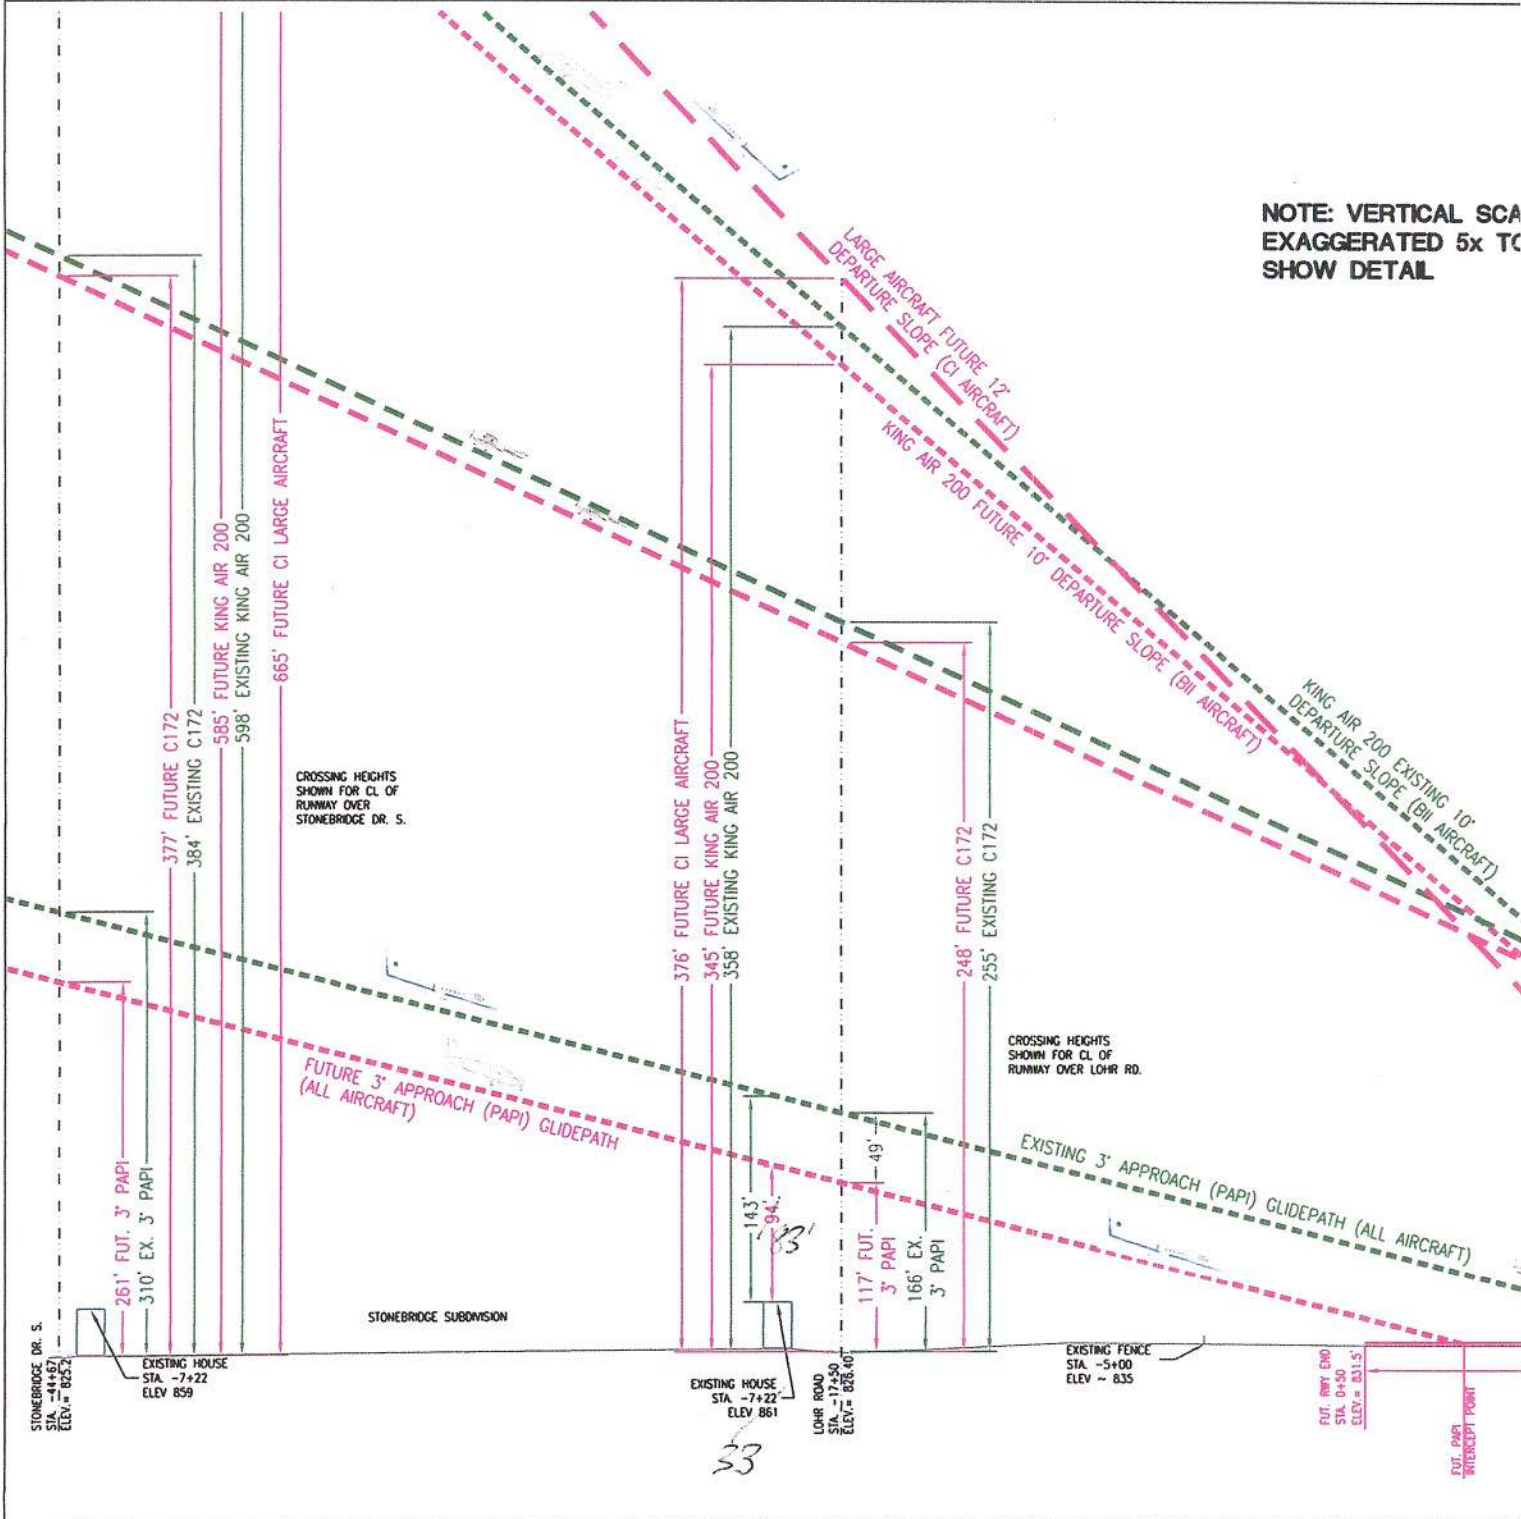 NOTE: VERTICAL SCA
EXAGGERATED 5x TO
SHOW DETAIL
LARGE AIRCRAFT FUTURE 12°
DEPARTURE SLOPE (CI AIRCRAFT)
KING AIR 200 FUTURE 10° DEPARTURE SLOPE (BII AIRCRAFT)
KING AIR 200 EXISTING 10°
DEPARTURE SLOPE (BII AIRCRAFT)
377' FUTURE C172
384' EXISTING C172
585' FUTURE KING AIR 200
598' EXISTING KING AIR 200
665' FUTURE CI LARGE AIRCRAFT
CROSSING HEIGHTS
SHOWN FOR CL OF
RUNWAY OVER
STONEBRIDGE DR. S.
376' FUTURE CI LARGE AIRCRAFT
345' FUTURE KING AIR 200
358' EXISTING KING AIR 200
248' FUTURE C172
255' EXISTING C172
CROSSING HEIGHTS
SHOWN FOR CL OF
RUNWAY OVER LOHR RD.
FUTURE 3° APPROACH (PAPI) GLIDEPATH
(ALL AIRCRAFT)
EXISTING 3° APPROACH (PAPI) GLIDEPATH (ALL AIRCRAFT)
261' FUT. 3° PAPI
310' EX. 3° PAPI
143'
94'
83'
49'
117' FUT.
3° PAPI
166' EX.
3° PAPI
STONEBRIDGE SUBDIVISION
STONEBRIDGE DR. S.
STA. -44+67
ELEV.= 825.2
EXISTING HOUSE
STA. -7+22
ELEV 859
EXISTING HOUSE
STA. -7+22
ELEV 861
33
LOHR ROAD
STA. -17+50
ELEV.= 828.40
EXISTING FENCE
STA. -5+00
ELEV ~ 835
FUT. RWY END
STA. 0+50
ELEV.= 831.5'
FUT. PAPI
INTERCEPT POINT